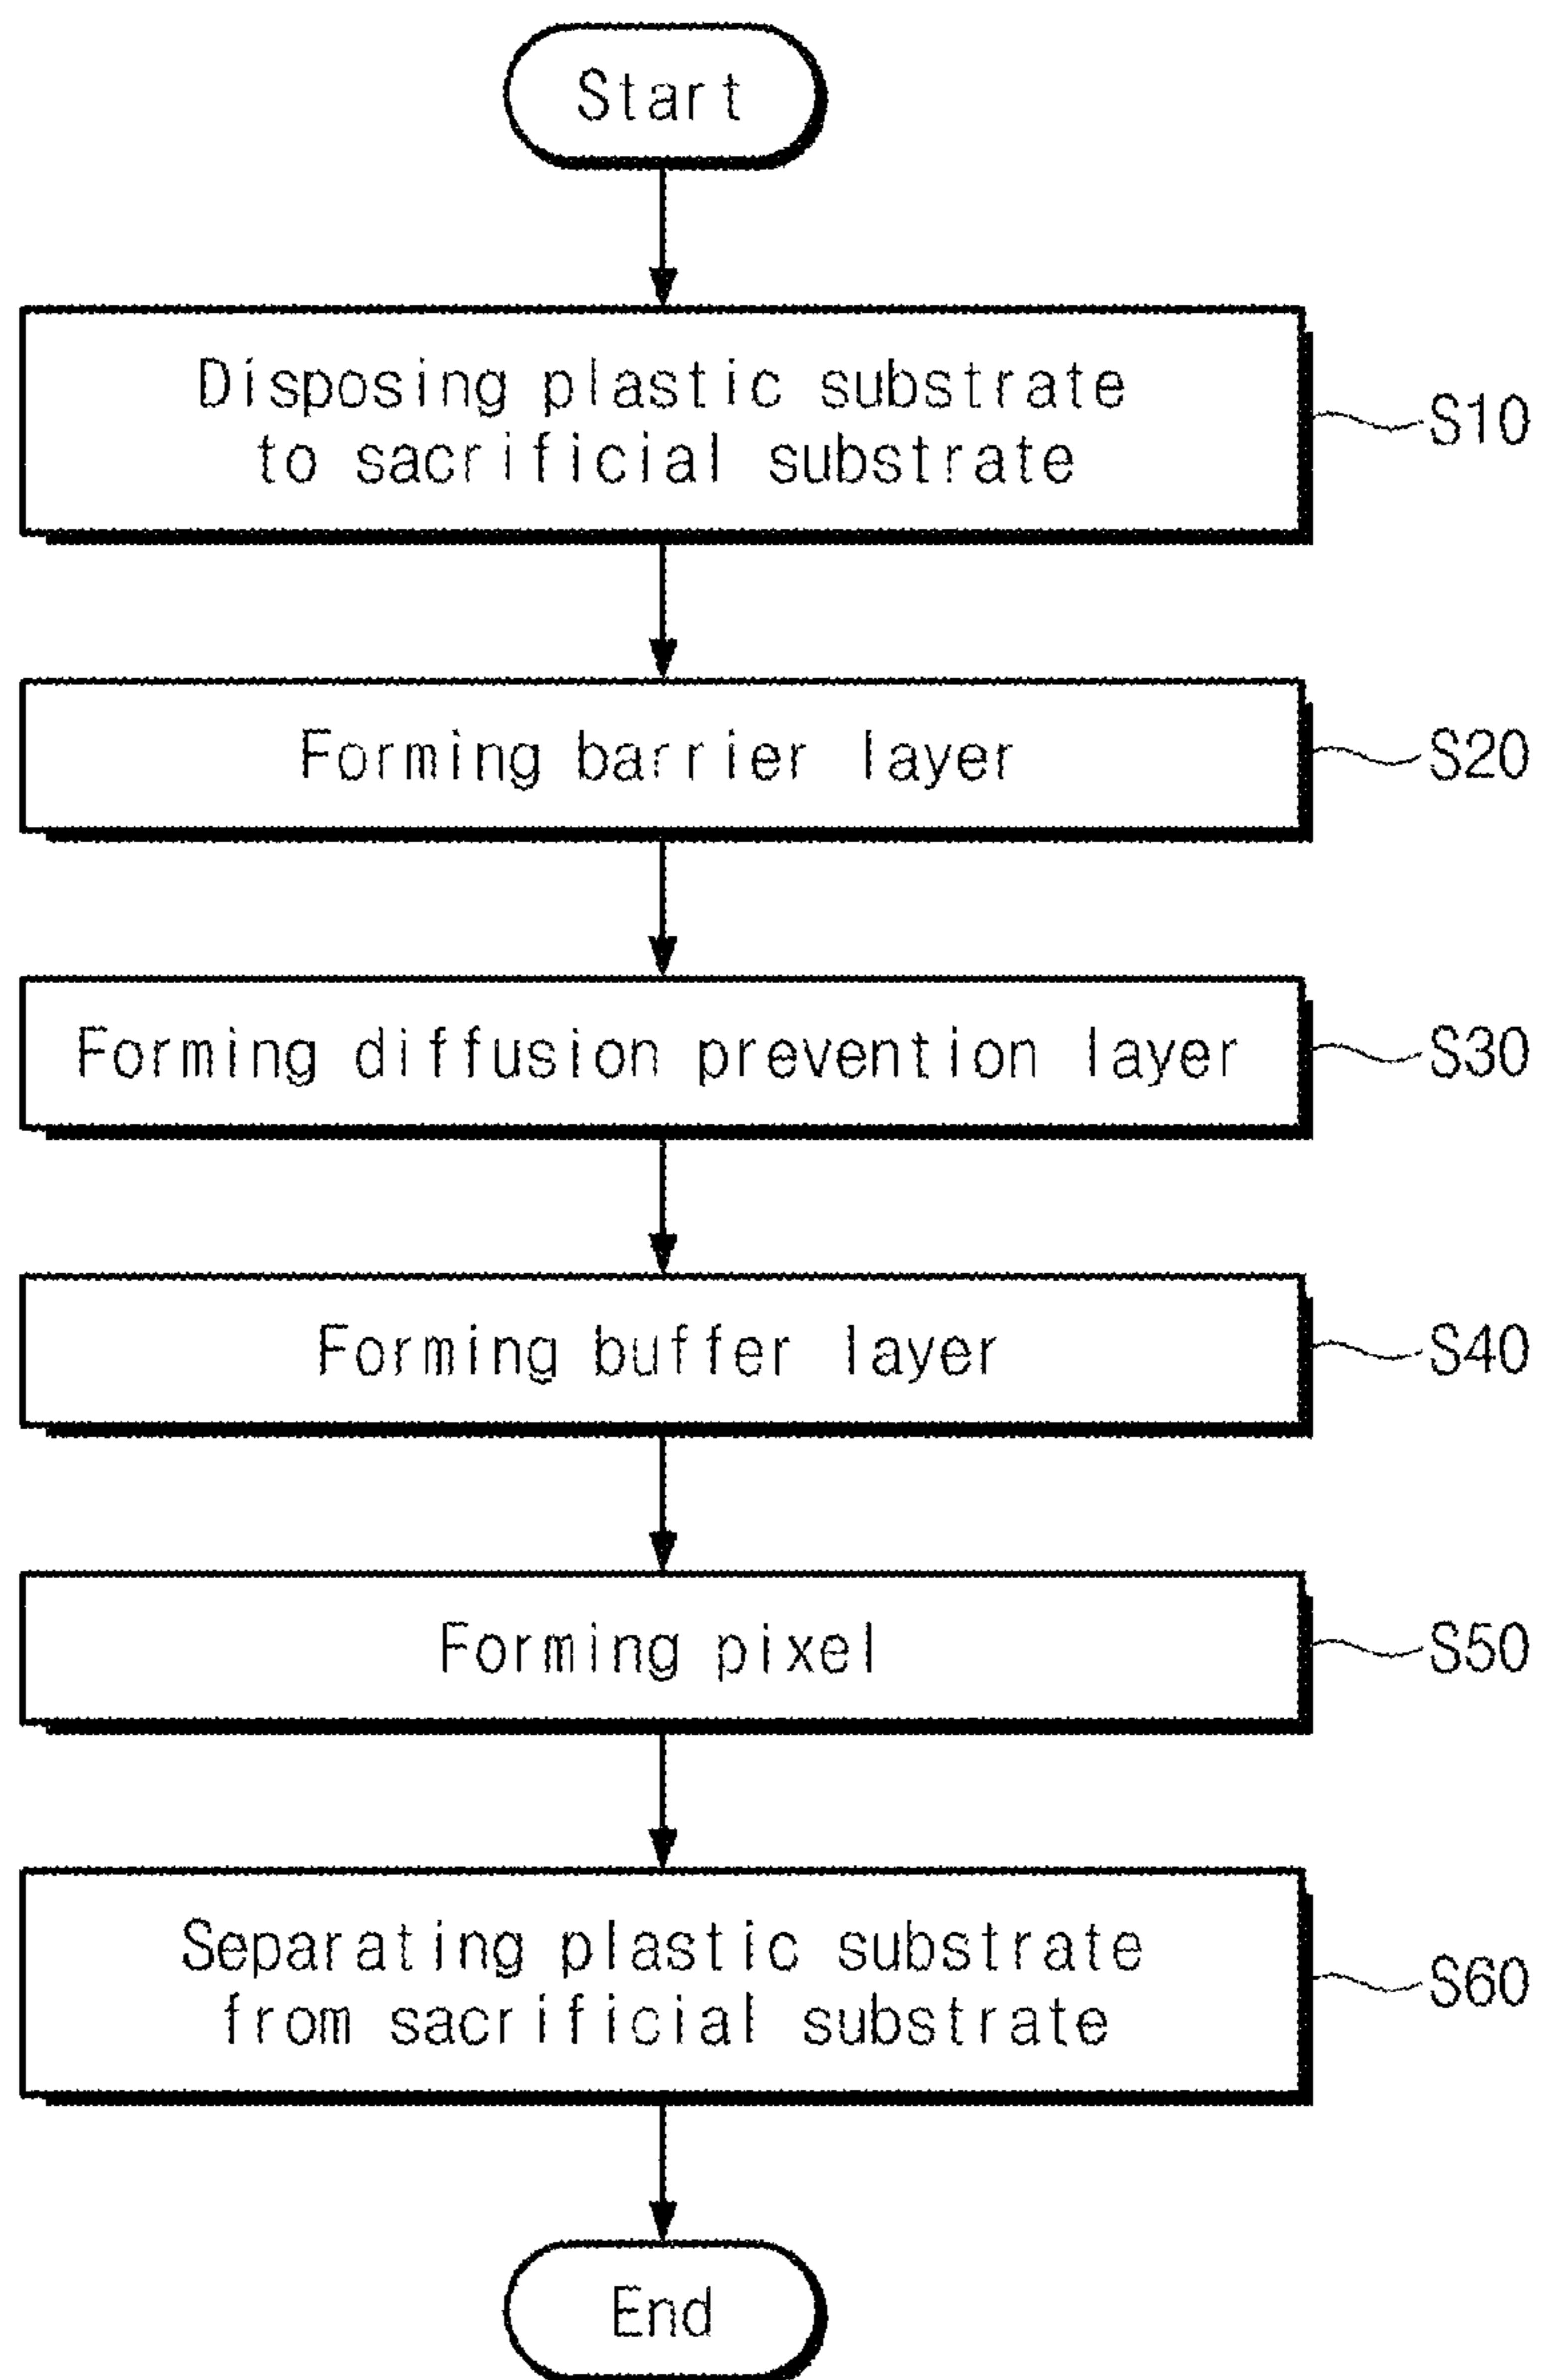 Start
Disposing plastic substrate
to sacrificial substrate
S10
Forming barrier layer
S20
Forming diffusion prevention layer
S30
Forming buffer layer
S40
Forming pixel
S50
Separating plastic substrate
from sacrificial substrate
S60
End